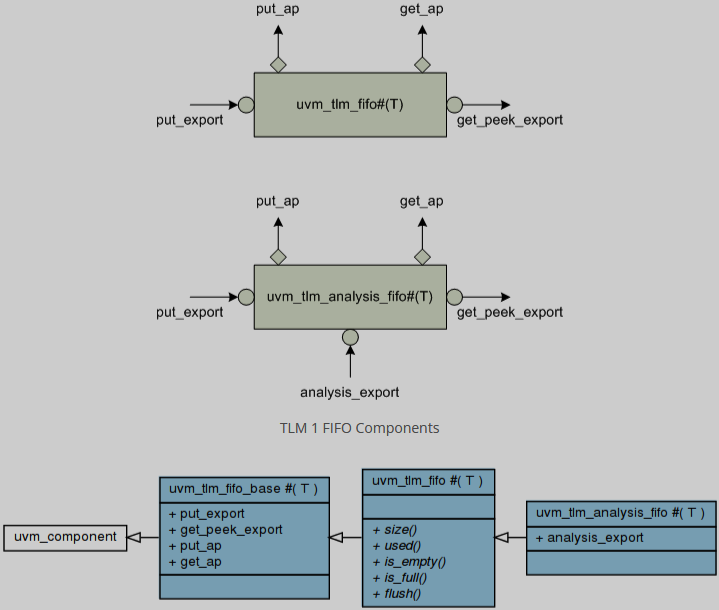 put_ap get_ap
uvm_tlm_fifo#(T)
put_export get_peek_export
put_ap get_ap
uvm_tlm_analysis_fifo#(T)
put_export get_peek_export
analysis_export
TLM 1 FIFO Components
uvm_component
uvm_tlm_fifo_base #( T )
+ put_export
+ get_peek_export
+ put_ap
+ get_ap
uvm_tlm_fifo #( T )
+ size()
+ used()
+ is_empty()
+ is_full()
+ flush()
uvm_tlm_analysis_fifo #( T )
+ analysis_export